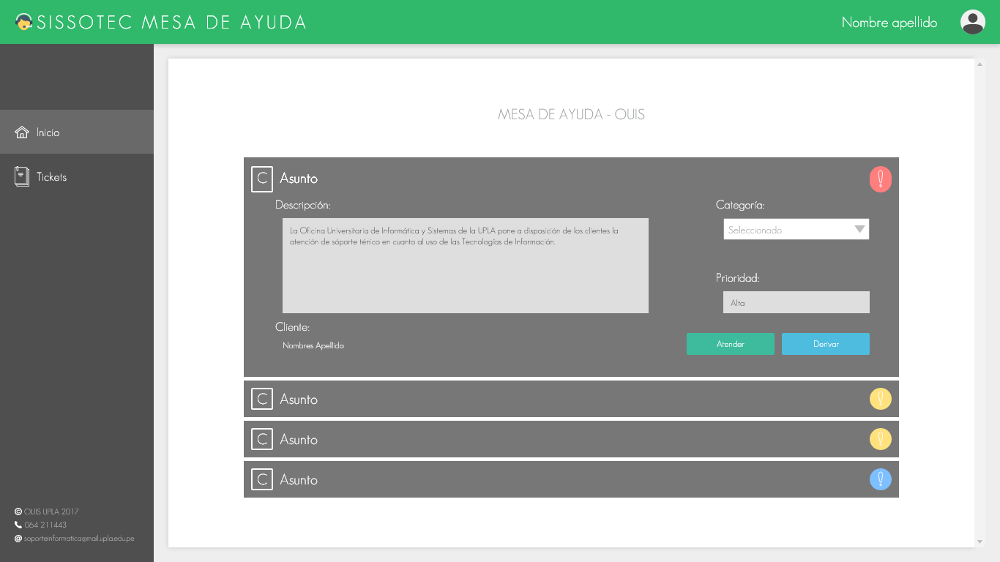 SISSOTEC MESA DE AYUDA
Nombre apellido
Inicio
Tickets
MESA DE AYUDA - OUIS
C Asunto !
Descripción:
La Oficina Universitaria de Informática y Sistemas de la UPLA pone a disposición de los clientes la
atención de sóporte ténico en cuanto al uso de las Tecnologías de Información.
Categoría:
Seleccionado
Prioridad:
Alta
Cliente:
Nombres Apellido
Atender
Derivar
C Asunto !
C Asunto !
C Asunto !
© OUIS UPLA 2017
064 211443
@ soporteinformatica@mail.upla.edu.pe